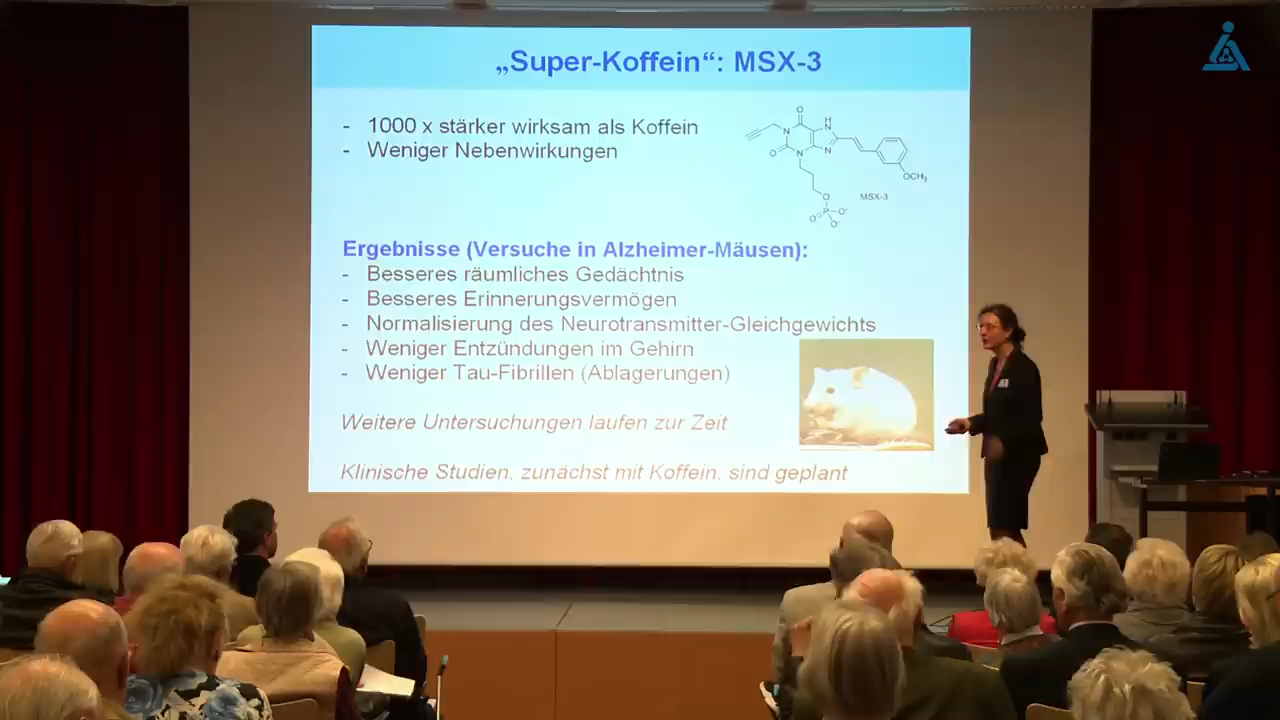 „Super-Koffein“: MSX-3
- 1000 x stärker wirksam als Koffein
- Weniger Nebenwirkungen
O
H
N
N
O
N
N
OCH₃
O
MSX-3
O
P
O⁻
O⁻
Ergebnisse (Versuche in Alzheimer-Mäusen):
- Besseres räumliches Gedächtnis
- Besseres Erinnerungsvermögen
- Normalisierung des Neurotransmitter-Gleichgewichts
- Weniger Entzündungen im Gehirn
- Weniger Tau-Fibrillen (Ablagerungen)
Weitere Untersuchungen laufen zur Zeit
Klinische Studien, zunächst mit Koffein, sind geplant